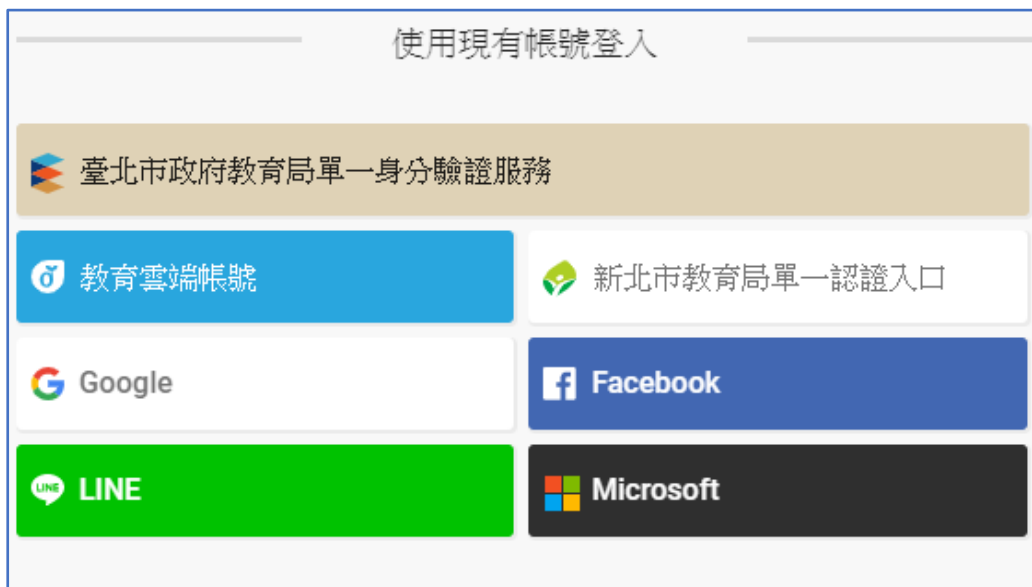 使用現有帳號登入
臺北市政府教育局單一身分驗證服務
教育雲端帳號
新北市教育局單一認證入口
Google
Facebook
LINE
LINE
Microsoft